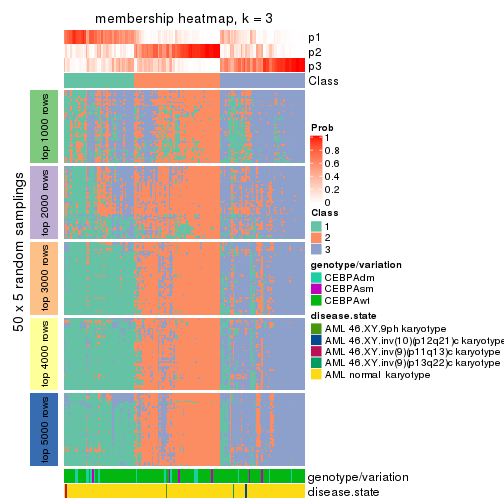 membership heatmap, k = 3
p1
p2
p3
Class
50 x 5 random samplings
top 1000 rows
top 2000 rows
top 3000 rows
top 4000 rows
top 5000 rows
Prob
1
0.8
0.6
0.4
0.2
0
Class
1
2
3
genotype/variation
CEBPAdm
CEBPAsm
CEBPAwt
disease.state
AML 46.XY.9ph karyotype
AML 46.XY.inv(10)(p12q21)c karyotype
AML 46.XY.inv(9)(p11q13)c karyotype
AML 46.XY.inv(9)(p13q22)c karyotype
AML normal karyotype
genotype/variation
disease.state